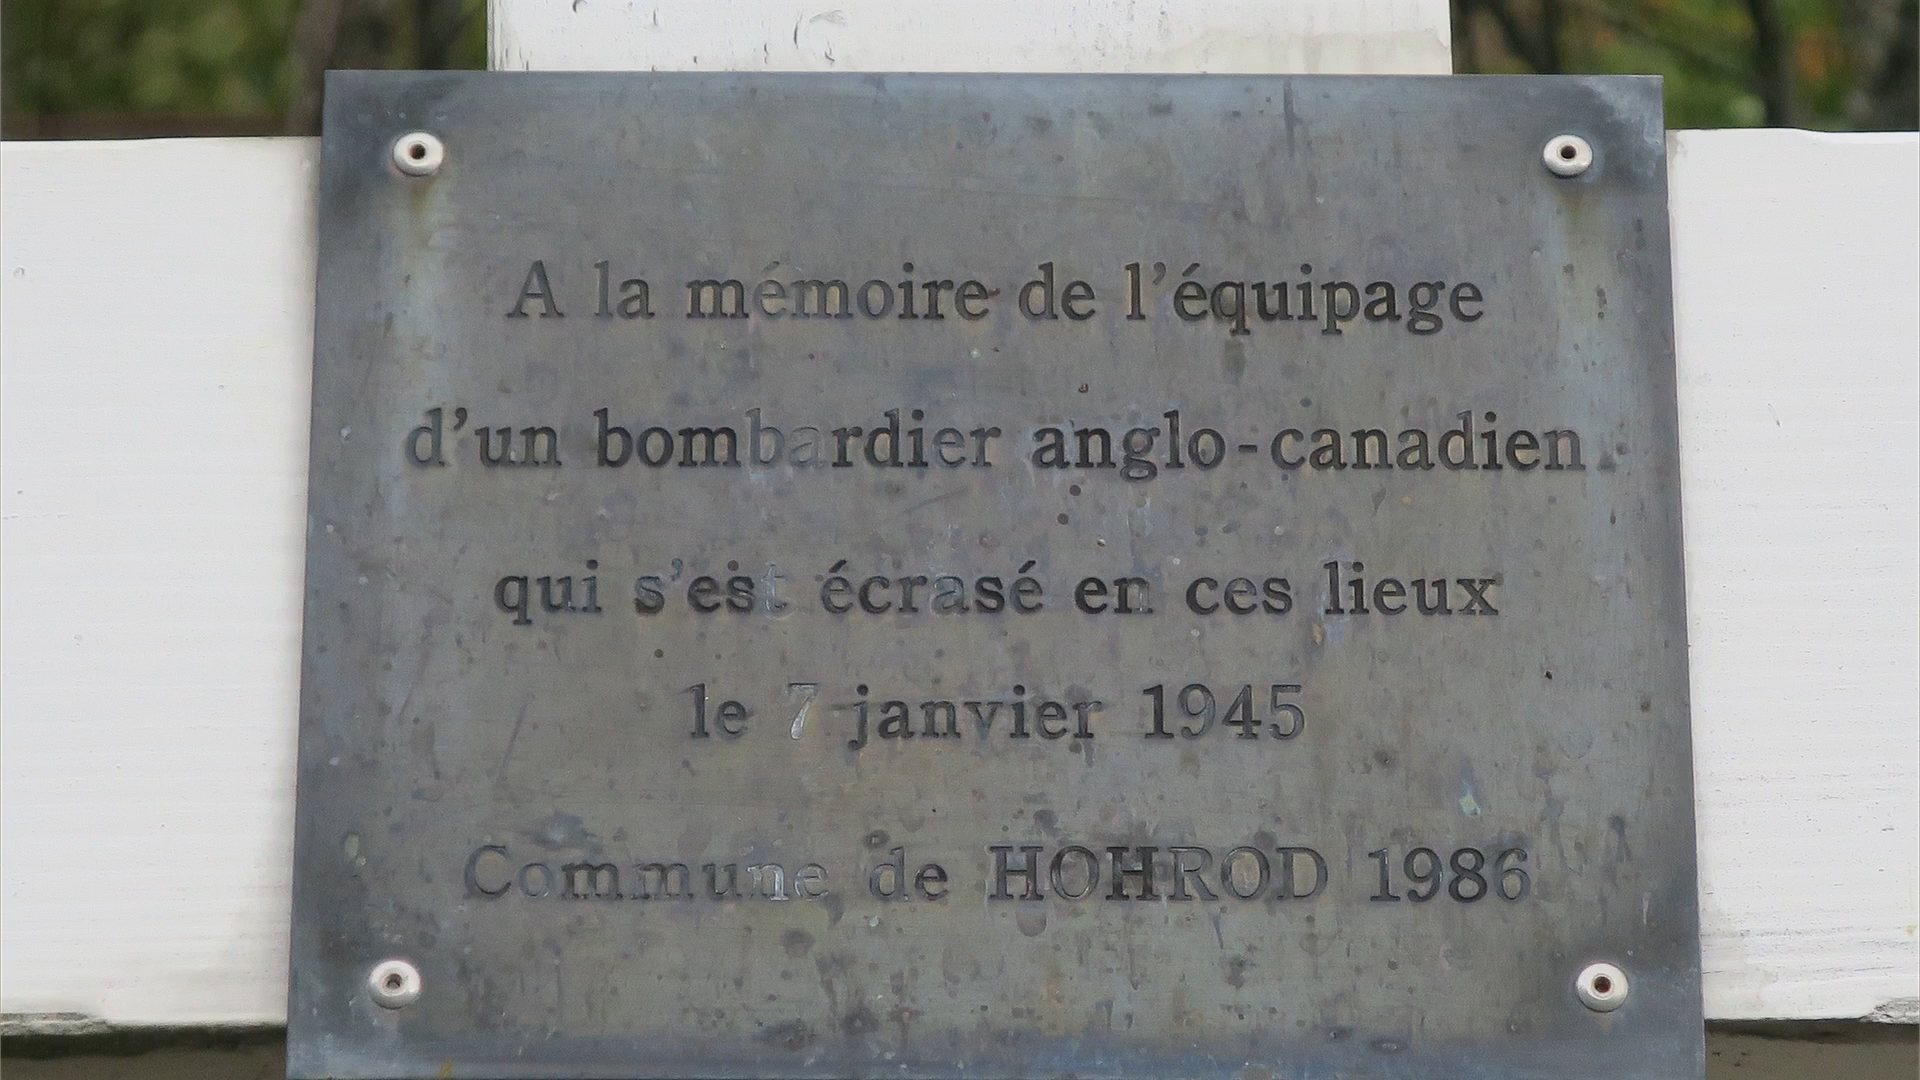 A la mémoire de l'équipage
d'un bombardier anglo-canadien
qui s'est écrasé en ces lieux
le 7 janvier 1945
Commune de HOHROD 1986